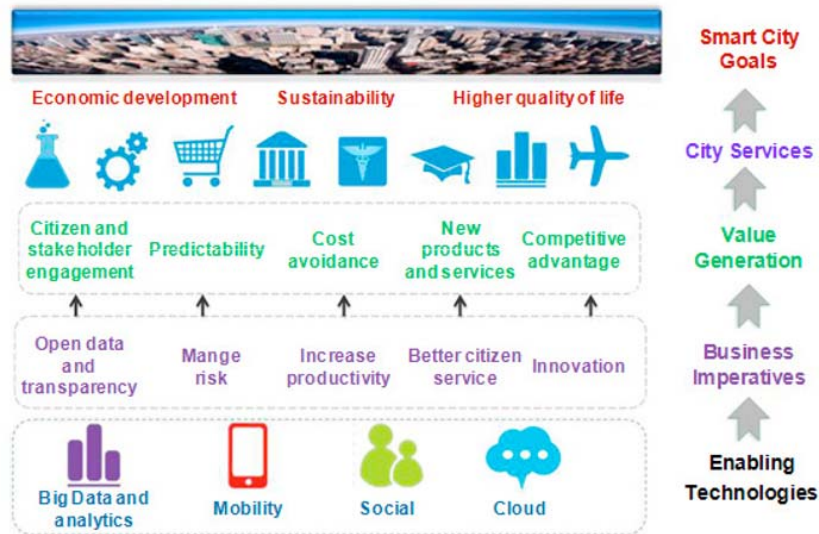 Smart City
Goals
Economic development
Sustainability
Higher quality of life
City Services
Citizen and
stakeholder
engagement
Predictability
Cost
avoidance
New
products
and services
Competitive
advantage
Value
Generation
Open data
and
transparency
Mange
risk
Increase
productivity
Better citizen
service
Innovation
Business
Imperatives
Big Data and
analytics
Mobility
Social
Cloud
Enabling
Technologies